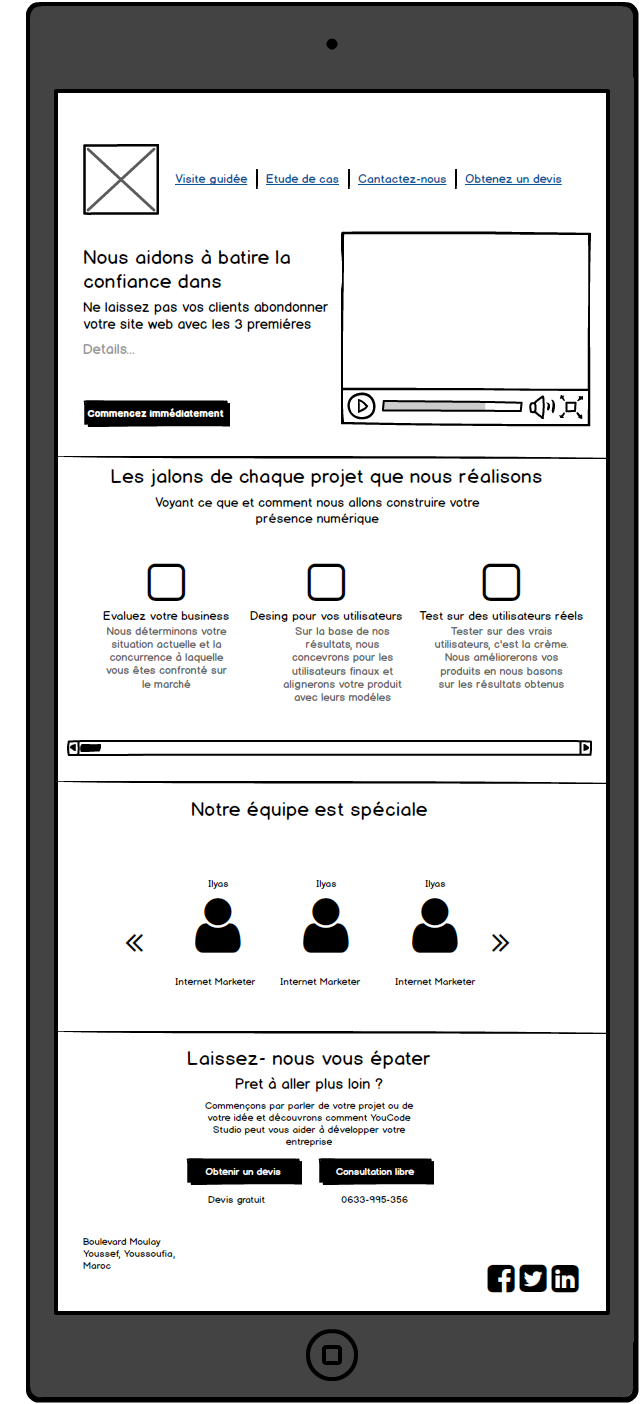 Visite guidée
Etude de cas
Contactez-nous
Obtenez un devis
Nous aidons à batire la
confiance dans
Ne laissez pas vos clients abondonner
votre site web avec les 3 premiéres
Details...
Commencez immédiatement
Les jalons de chaque projet que nous réalisons
Voyant ce que et comment nous allons construire votre
présence numérique
Evaluez votre business
Nous déterminons votre
situation actuelle et la
concurrence à laquelle
vous êtes confronté sur
le marché
Desing pour vos utilisateurs
Sur la base de nos
résultats, nous
concevrons pour les
utilisateurs finaux et
alignerons votre produit
avec leurs modéles
Test sur des utilisateurs réels
Tester sur des vrais
utilisateurs, c'est la crème.
Nous améliorerons vos
produits en nous basons
sur les résultats obtenus
Notre équipe est spéciale
Ilyas
Ilyas
Ilyas
Internet Marketer
Internet Marketer
Internet Marketer
Laissez- nous vous épater
Pret à aller plus loin ?
Commençons par parler de votre projet ou de
votre idée et découvrons comment YouCode
Studio peut vous aider à développer votre
entreprise
Obtenir un devis
Consultation libre
Devis gratuit
0633-995-356
Boulevard Moulay
Youssef, Youssoufia,
Maroc